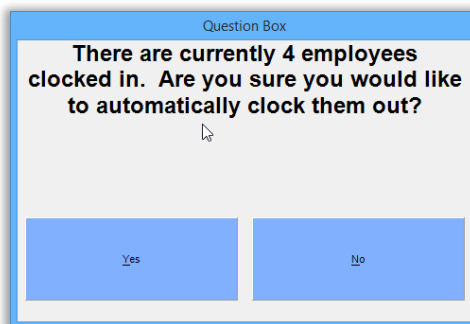 Question Box
There are currently 4 employees
clocked in.  Are you sure you would like
to automatically clock them out?
Yes
No